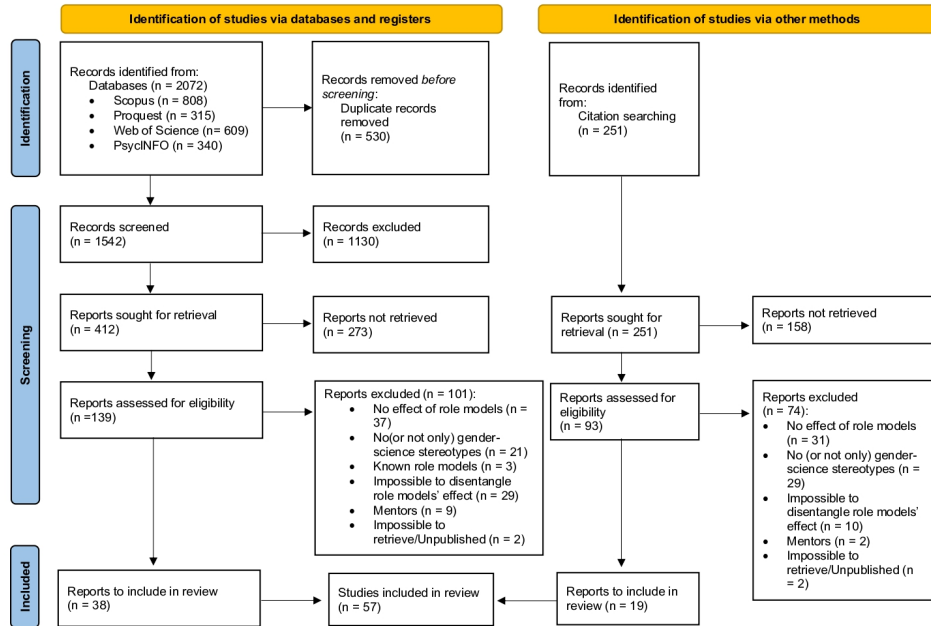 Identification of studies via databases and registers
Identification of studies via other methods
Identification
Records identified from:
Databases (n = 2072)
• Scopus (n = 808)
• Proquest (n = 315)
• Web of Science (n= 609)
• PsycINFO (n = 340)
Records removed before
screening:
Duplicate records
removed
(n = 530)
Records identified
from:
Citation searching
(n = 251)
Screening
Records screened
(n = 1542)
Records excluded
(n = 1130)
Reports sought for retrieval
(n = 412)
Reports not retrieved
(n = 273)
Reports sought for
retrieval (n = 251)
Reports not retrieved
(n = 158)
Reports assessed for eligibility
(n =139)
Reports excluded (n = 101):
• No effect of role models (n =
37)
• No(or not only) gender-
science stereotypes (n = 21)
• Known role models (n = 3)
• Impossible to disentangle
role models' effect (n = 29)
• Mentors (n = 9)
• Impossible to
retrieve/Unpublished (n = 2)
Reports assessed for
eligibility
(n = 93)
Reports excluded
(n = 74):
• No effect of role models
(n = 31)
• No (or not only) gender-
science stereotypes (n =
29)
• Impossible to
disentangle role models'
effect (n = 10)
• Mentors (n = 2)
• Impossible to
retrieve/Unpublished (n
= 2)
Included
Reports to include in review
(n = 38)
Studies included in review
(n = 57)
Reports to include in
review (n = 19)